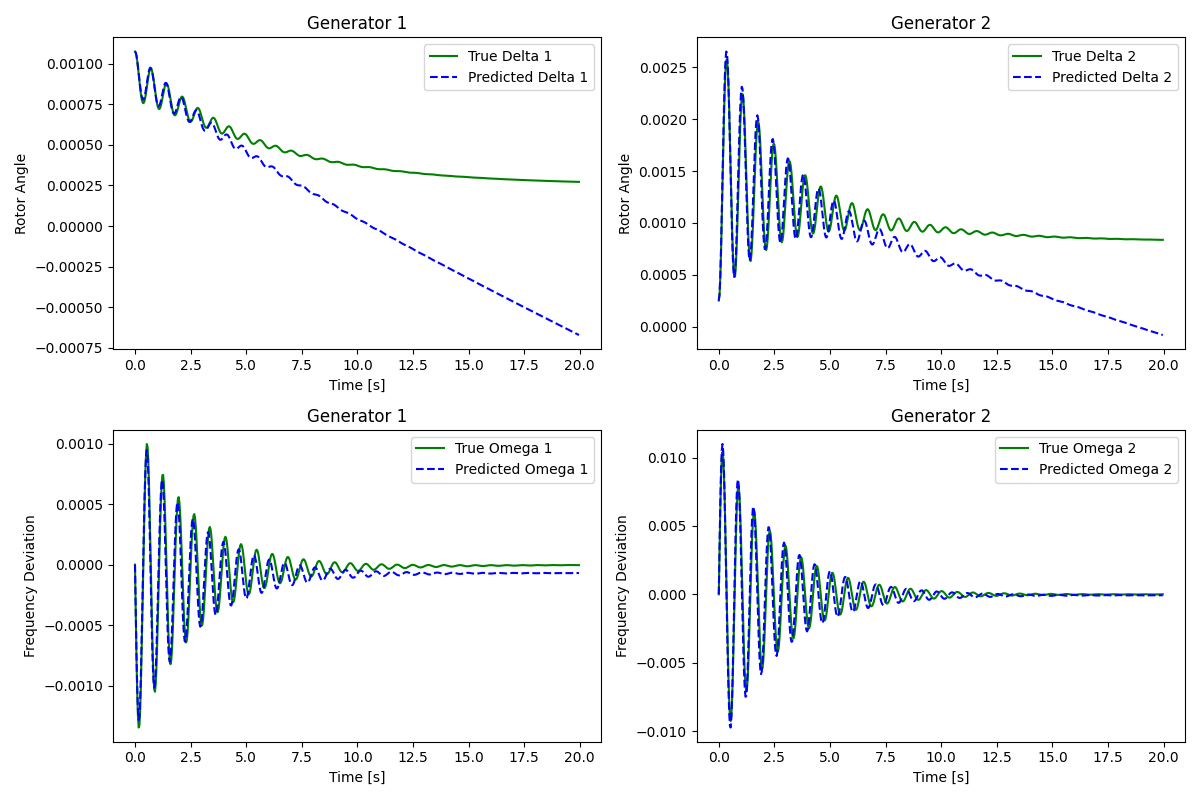 Generator 1
True Delta 1
Predicted Delta 1
Rotor Angle
0.00100
0.00075
0.00050
0.00025
0.00000
−0.00025
−0.00050
−0.00075
0.0 2.5 5.0 7.5 10.0 12.5 15.0 17.5 20.0
Time [s]
Generator 2
True Delta 2
Predicted Delta 2
Rotor Angle
0.0025
0.0020
0.0015
0.0010
0.0005
0.0000
0.0 2.5 5.0 7.5 10.0 12.5 15.0 17.5 20.0
Time [s]
Generator 1
True Omega 1
Predicted Omega 1
Frequency Deviation
0.0010
0.0005
0.0000
−0.0005
−0.0010
0.0 2.5 5.0 7.5 10.0 12.5 15.0 17.5 20.0
Time [s]
Generator 2
True Omega 2
Predicted Omega 2
Frequency Deviation
0.010
0.005
0.000
−0.005
−0.010
0.0 2.5 5.0 7.5 10.0 12.5 15.0 17.5 20.0
Time [s]